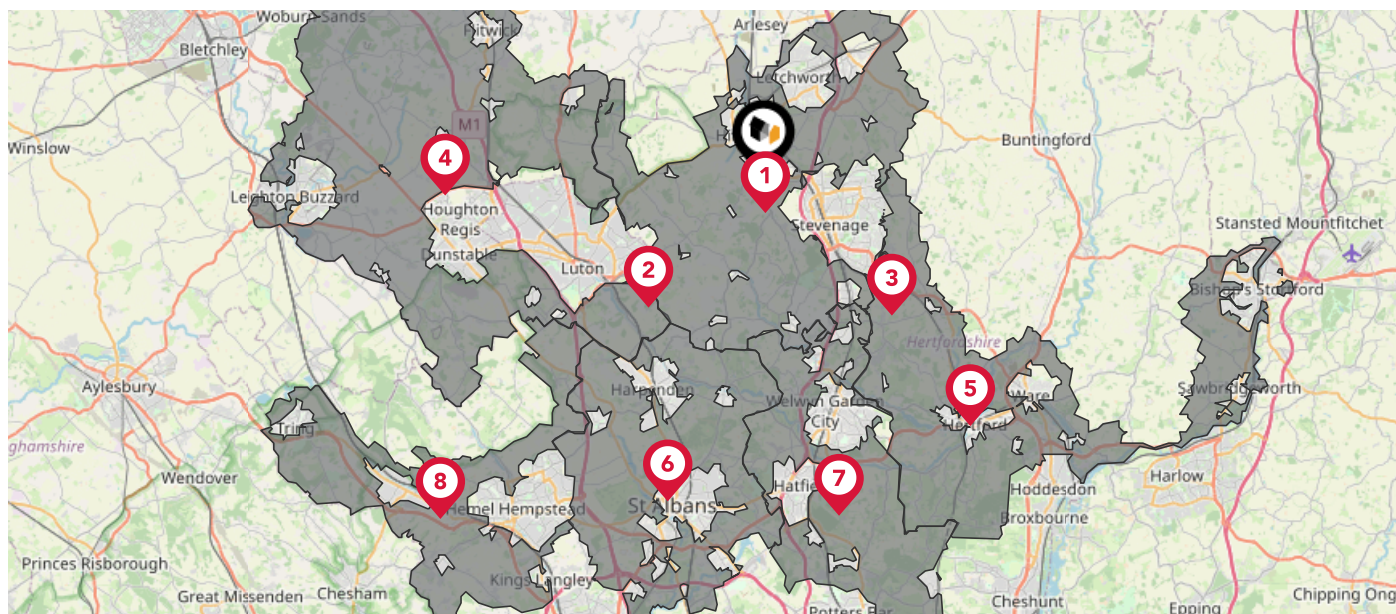 Woburn Sands
Arlesey
Flitwick
Bletchley
Letchworth
M1
Winslow
4
Buntingford
1
Leighton Buzzard
Houghton
Regis
Stevenage
Stansted Mountfitchet
Dunstable
Luton
2
3
Bishop's Stortford
Hertfordshire
Aylesbury
Harpenden
5
Sawbridgeworth
Ware
Welwyn Garden
City
Tring
Hertford
ghamshire
Wendover
8
6
7
Harlow
Hatfie
Hoddesdon
Hemel Hempstead
St Albans
Broxbourne
Princes Risborough
Kings Langley
Great Missenden
Chesham
Potters Bar
Cheshunt
Epping
Chipping Ong